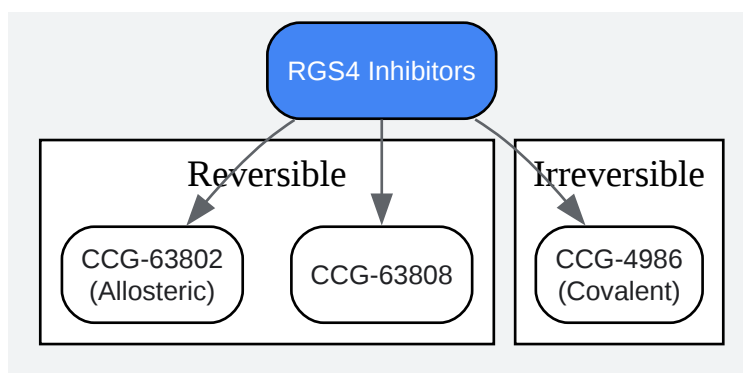 RGS4 Inhibitors
Reversible
Irreversible
CCG-63802
(Allosteric)
CCG-63808
CCG-4986
(Covalent)